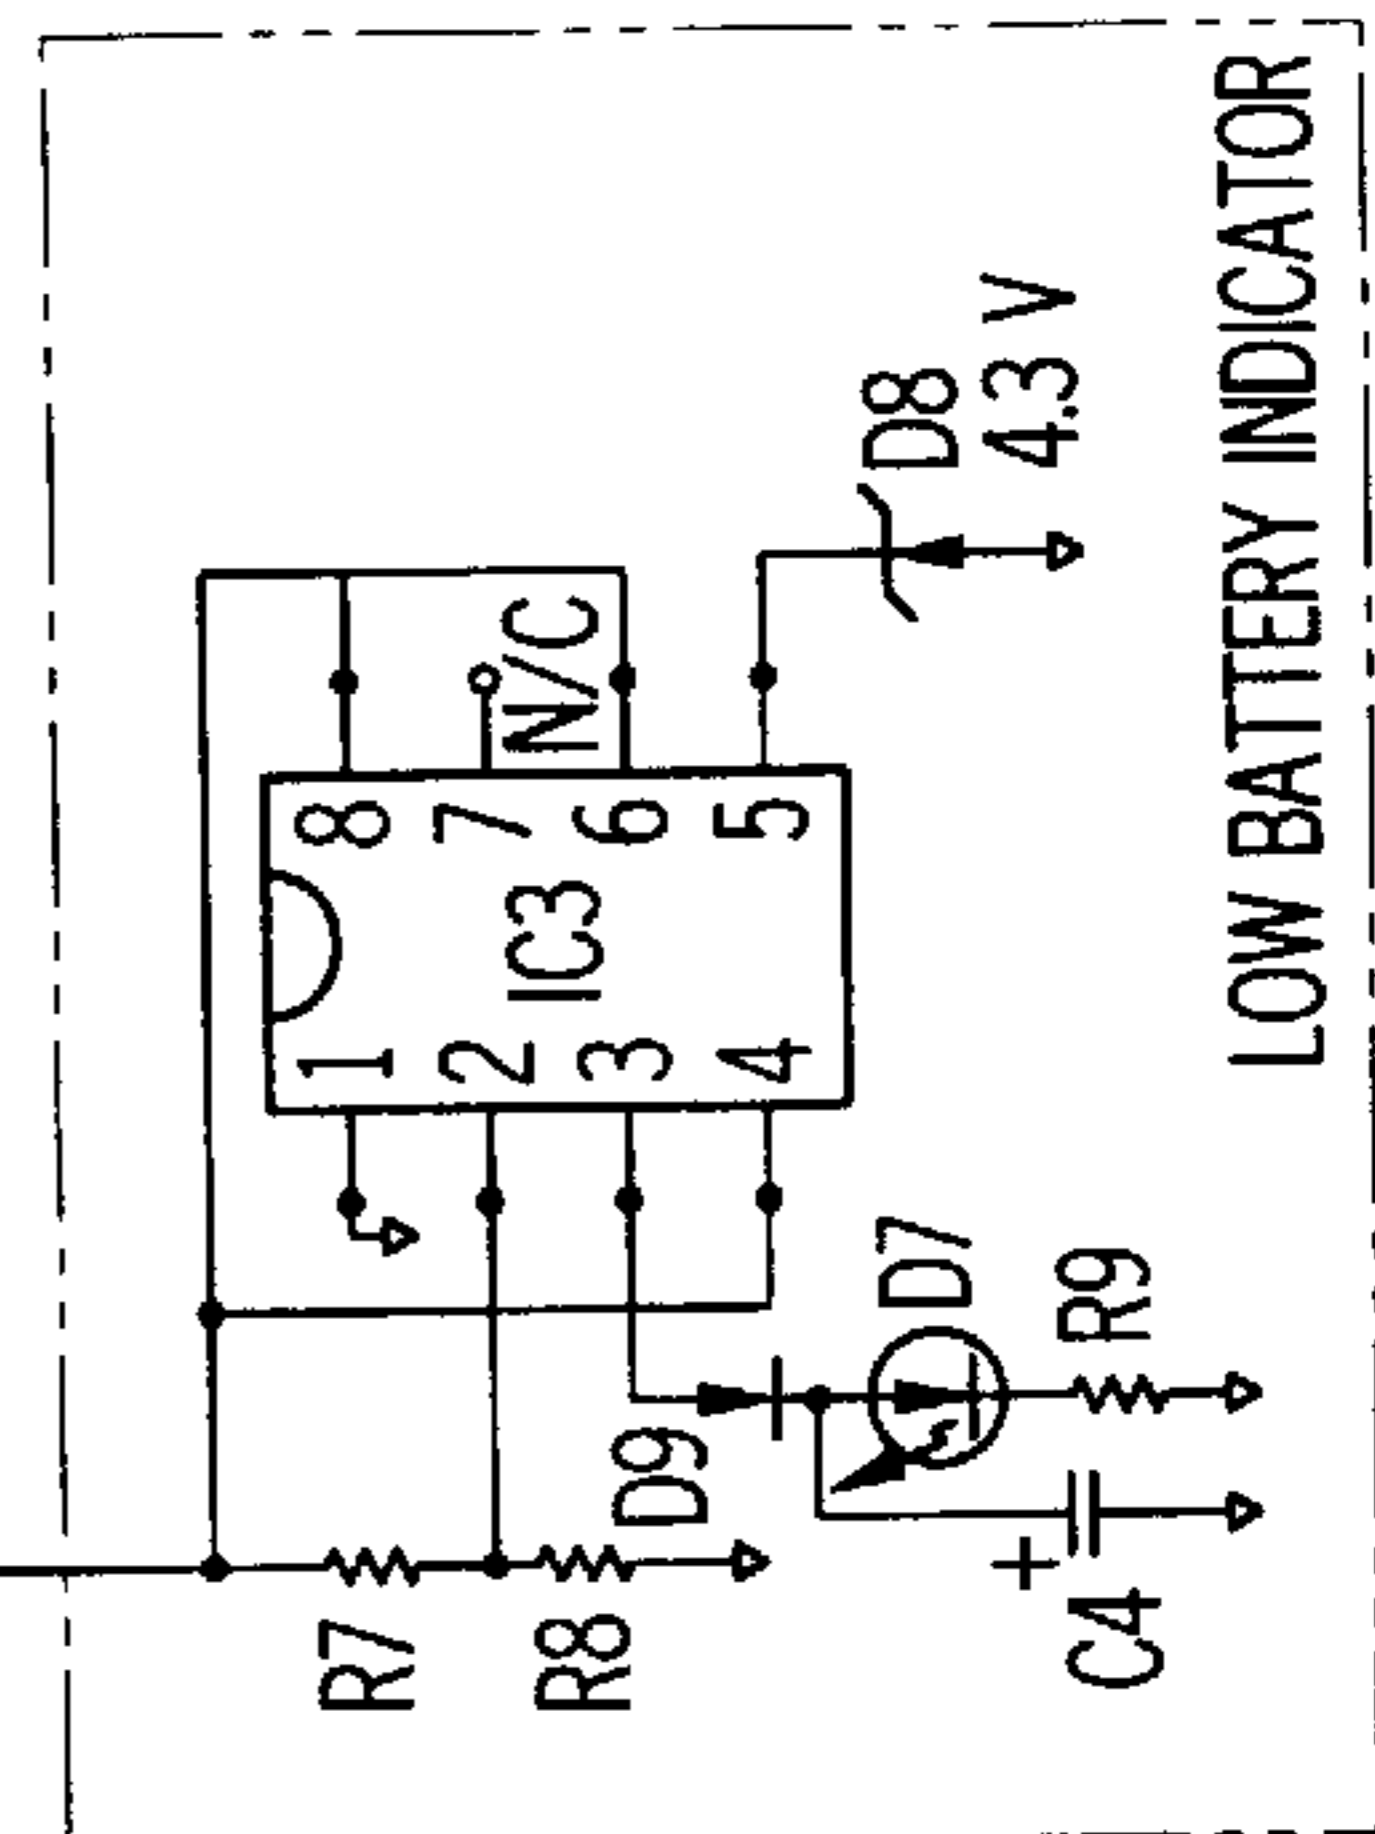 8
7
N/C
6
5
IC3
1
2
3
4
D8
4.3 V
D7
R9
D9
R7
R8
+
C4
LOW BATTERY INDICATOR